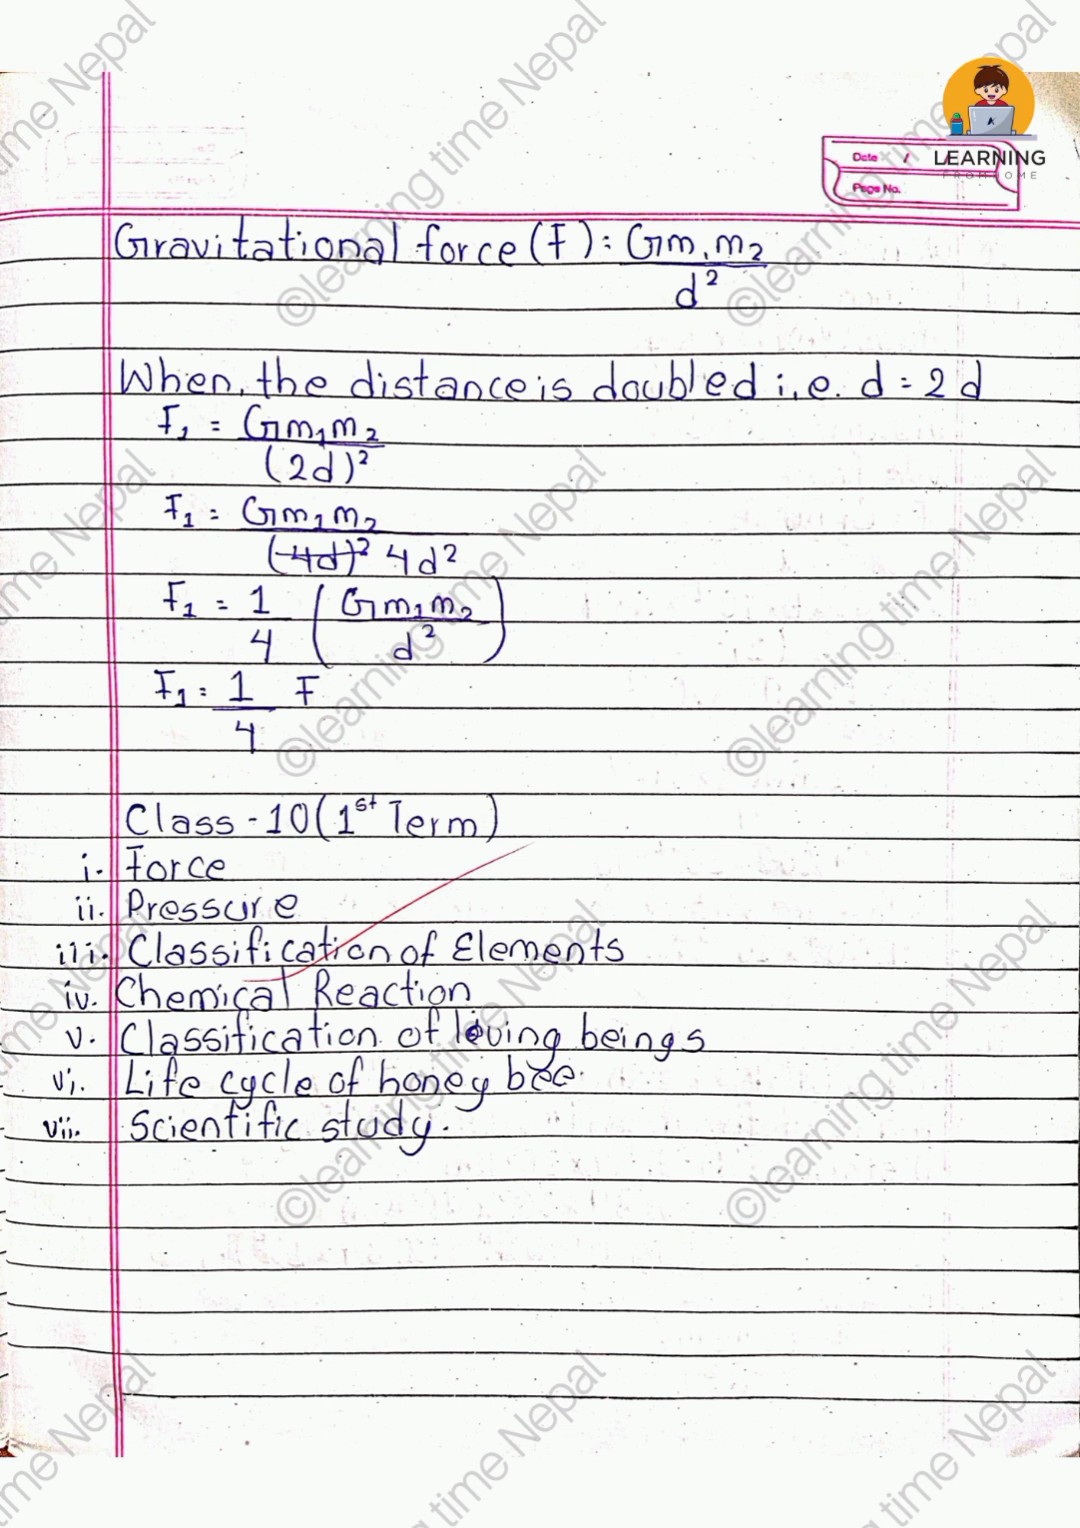 LEARNING
FROM HOME
Date /
Page No.
Gravitational force (F) = Gm1m2
d²
When, the distance is doubled i.e. d = 2d
F1 = Gm1m2
(2d)²
F1 = Gm1m2
(4d)² 4d²
F1 = 1 ( Gm1m2 )
4 d²
F1 = 1 F
4
Class - 10 (1st Term)
i. Force
ii. Pressure
iii. Classification of Elements
iv. Chemical Reaction
v. Classification of living beings
vi. Life cycle of honey bee.
vii. Scientific study.
©learning time Nepal